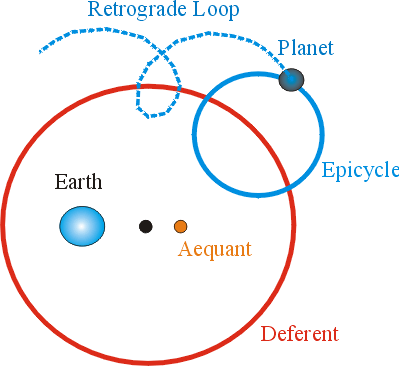 Retrograde Loop
Planet
Epicycle
Earth
Aequant
Deferent